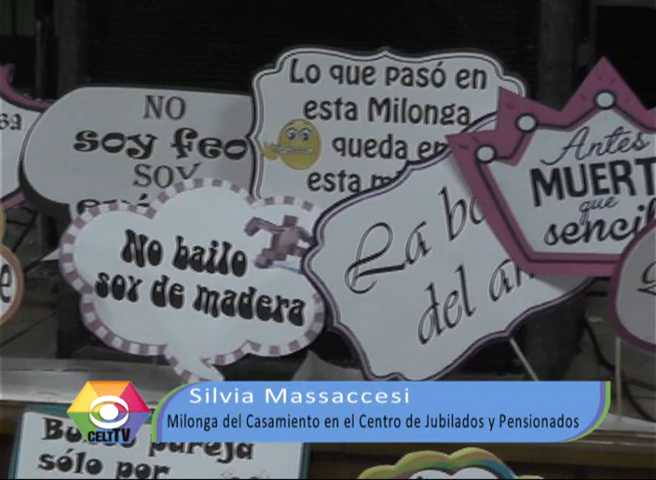 NO
soy feo
SOY
Lo que pasó en
esta Milonga
queda en
esta
Antes
MUERT
que
sencil
No bailo
soy de madera
La bo
del
Busco pareja
sólo por
CELTTV
Silvia Massaccesi
Milonga del Casamiento en el Centro de Jubilados y Pensionados